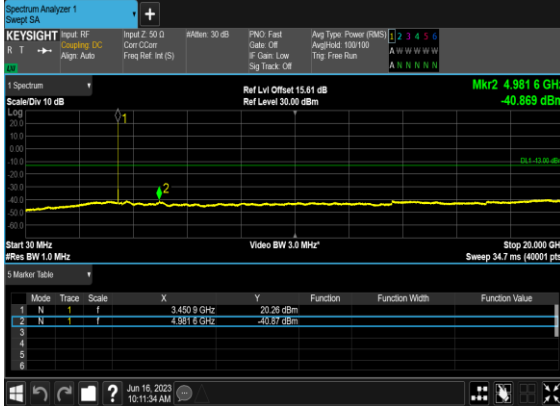 Spectrum Analyzer 1
Swept SA
+
KEYSIGHT Input: RF Input Z: 50 Ω #Atten: 30 dB PNO: Fast Avg Type: Power (RMS) 1 2 3 4 5 6
R T Coupling: DC Corr CCorr Gate: Off Avg|Hold: 100/100 A W W W W W
Align: Auto Freq Ref: Int (S) IF Gain: Low Trig: Free Run
Sig Track: Off A N N N N N
1 Spectrum Ref Lvl Offset 15.61 dB Mkr2 4.981 6 GHz
Scale/Div 10 dB Ref Level 30.00 dBm -40.869 dBm
Log
20.0
10.0
0.00
-10.0
DL1 -13.00 dBm
-20.0
-30.0
-40.0
-50.0
-60.0
1
2
Start 30 MHz Video BW 3.0 MHz* Stop 20.000 GHz
#Res BW 1.0 MHz Sweep 34.7 ms (40001 pts)
5 Marker Table
Mode Trace Scale X Y Function Function Width Function Value
1 N 1 f 3.450 9 GHz 20.26 dBm
2 N 1 f 4.981 6 GHz -40.87 dBm
3
4
5
6
? Jun 16, 2023
10:11:34 AM